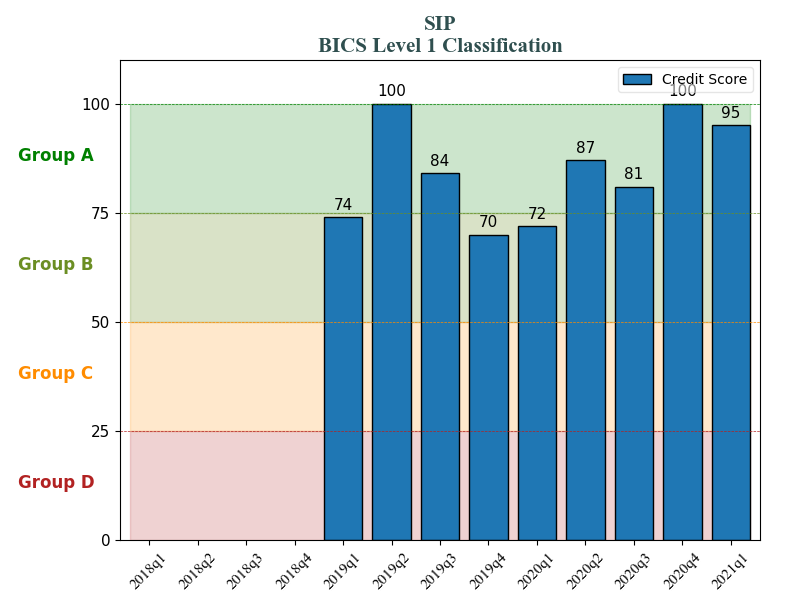 SIP
BICS Level 1 Classification
Credit Score
100
75
50
25
0
Group A
Group B
Group C
Group D
74
100
84
70
72
87
81
100
95
2018q1
2018q2
2018q3
2018q4
2019q1
2019q2
2019q3
2019q4
2020q1
2020q2
2020q3
2020q4
2021q1